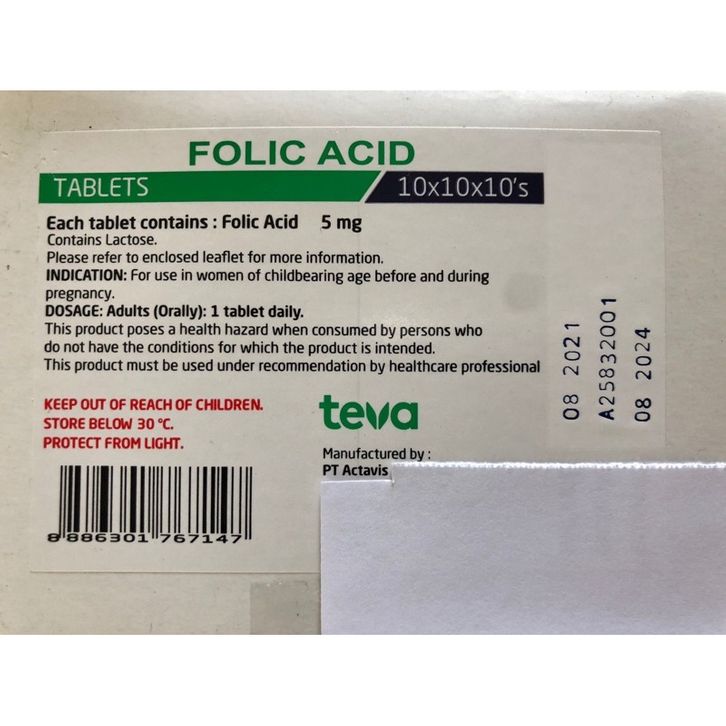 FOLIC ACID
TABLETS 10x10x10's
Each tablet contains : Folic Acid 5 mg
Contains Lactose.
Please refer to enclosed leaflet for more information.
INDICATION: For use in women of childbearing age before and during
pregnancy.
DOSAGE: Adults (Orally): 1 tablet daily.
This product poses a health hazard when consumed by persons who
do not have the conditions for which the product is intended.
This product must be used under recommendation by healthcare professional
KEEP OUT OF REACH OF CHILDREN.
STORE BELOW 30 °C.
PROTECT FROM LIGHT.
8 886301 767147
teva
Manufactured by :
PT Actavis
08 2021
A25832001
08 2024